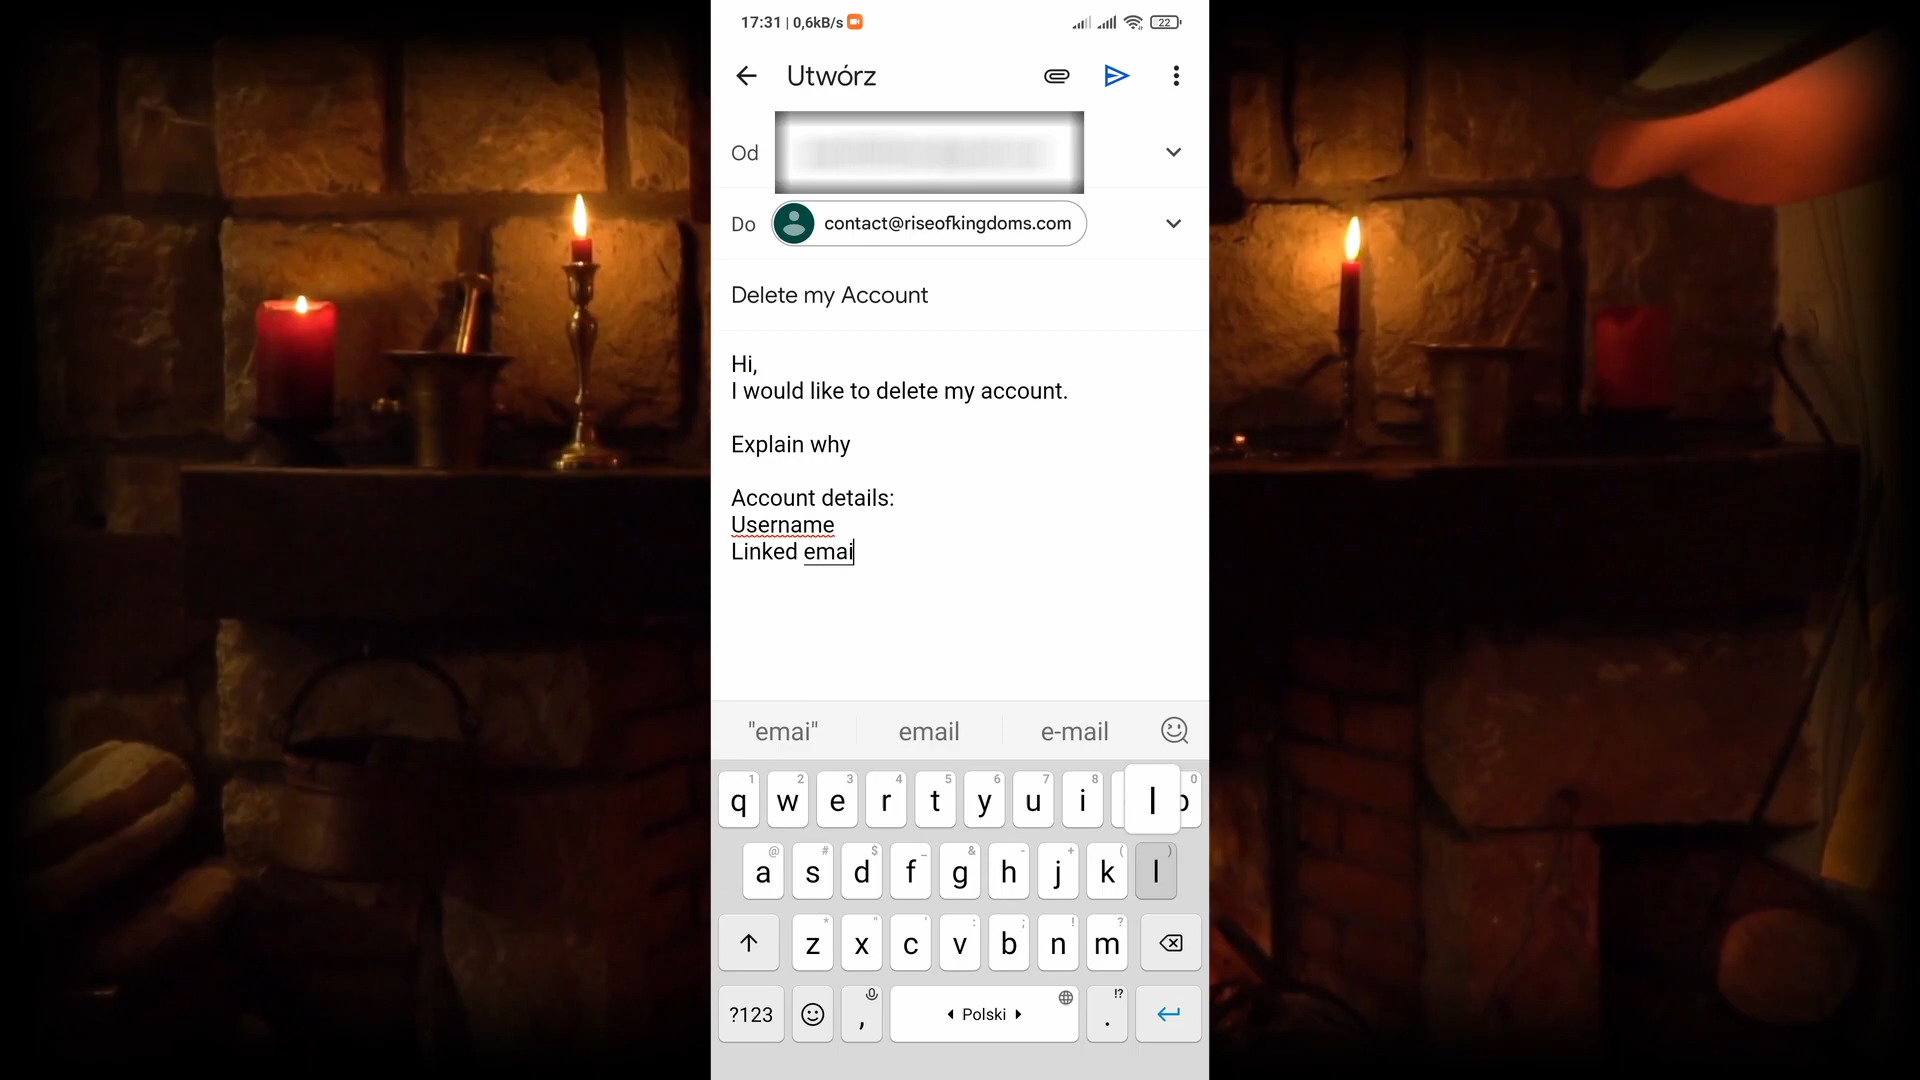 17:31 | 0,6kB/s
22
Utwórz
Od
Do contact@riseofkingdoms.com
Delete my Account
Hi,
I would like to delete my account.
Explain why
Account details:
Username
Linked emai
"emai" email e-mail
1 2 3 4 5 6 7 8 0
q w e r t y u i l p
@ # $ _ & - + ( )
a s d f g h j k l
* " ' : ; ! ?
z x c v b n m
!?
?123 , Polski .